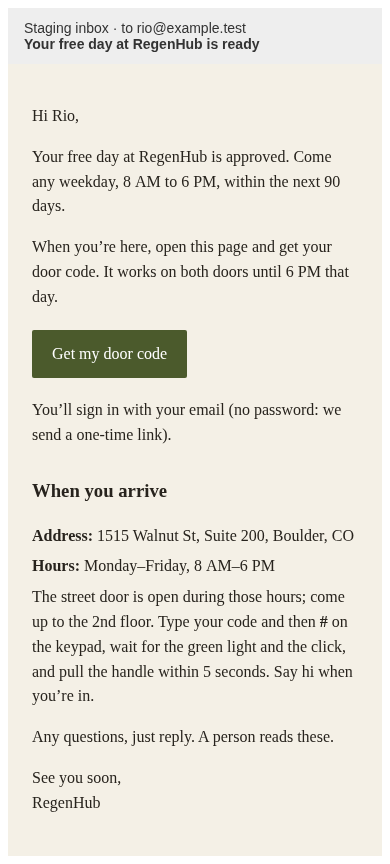 Staging inbox · to rio@example.test
Your free day at RegenHub is ready
Hi Rio,
Your free day at RegenHub is approved. Come
any weekday, 8 AM to 6 PM, within the next 90
days.
When you’re here, open this page and get your
door code. It works on both doors until 6 PM that
day.
Get my door code
You’ll sign in with your email (no password: we
send a one-time link).
When you arrive
Address: 1515 Walnut St, Suite 200, Boulder, CO
Hours: Monday–Friday, 8 AM–6 PM
The street door is open during those hours; come
up to the 2nd floor. Type your code and then # on
the keypad, wait for the green light and the click,
and pull the handle within 5 seconds. Say hi when
you’re in.
Any questions, just reply. A person reads these.
See you soon,
RegenHub